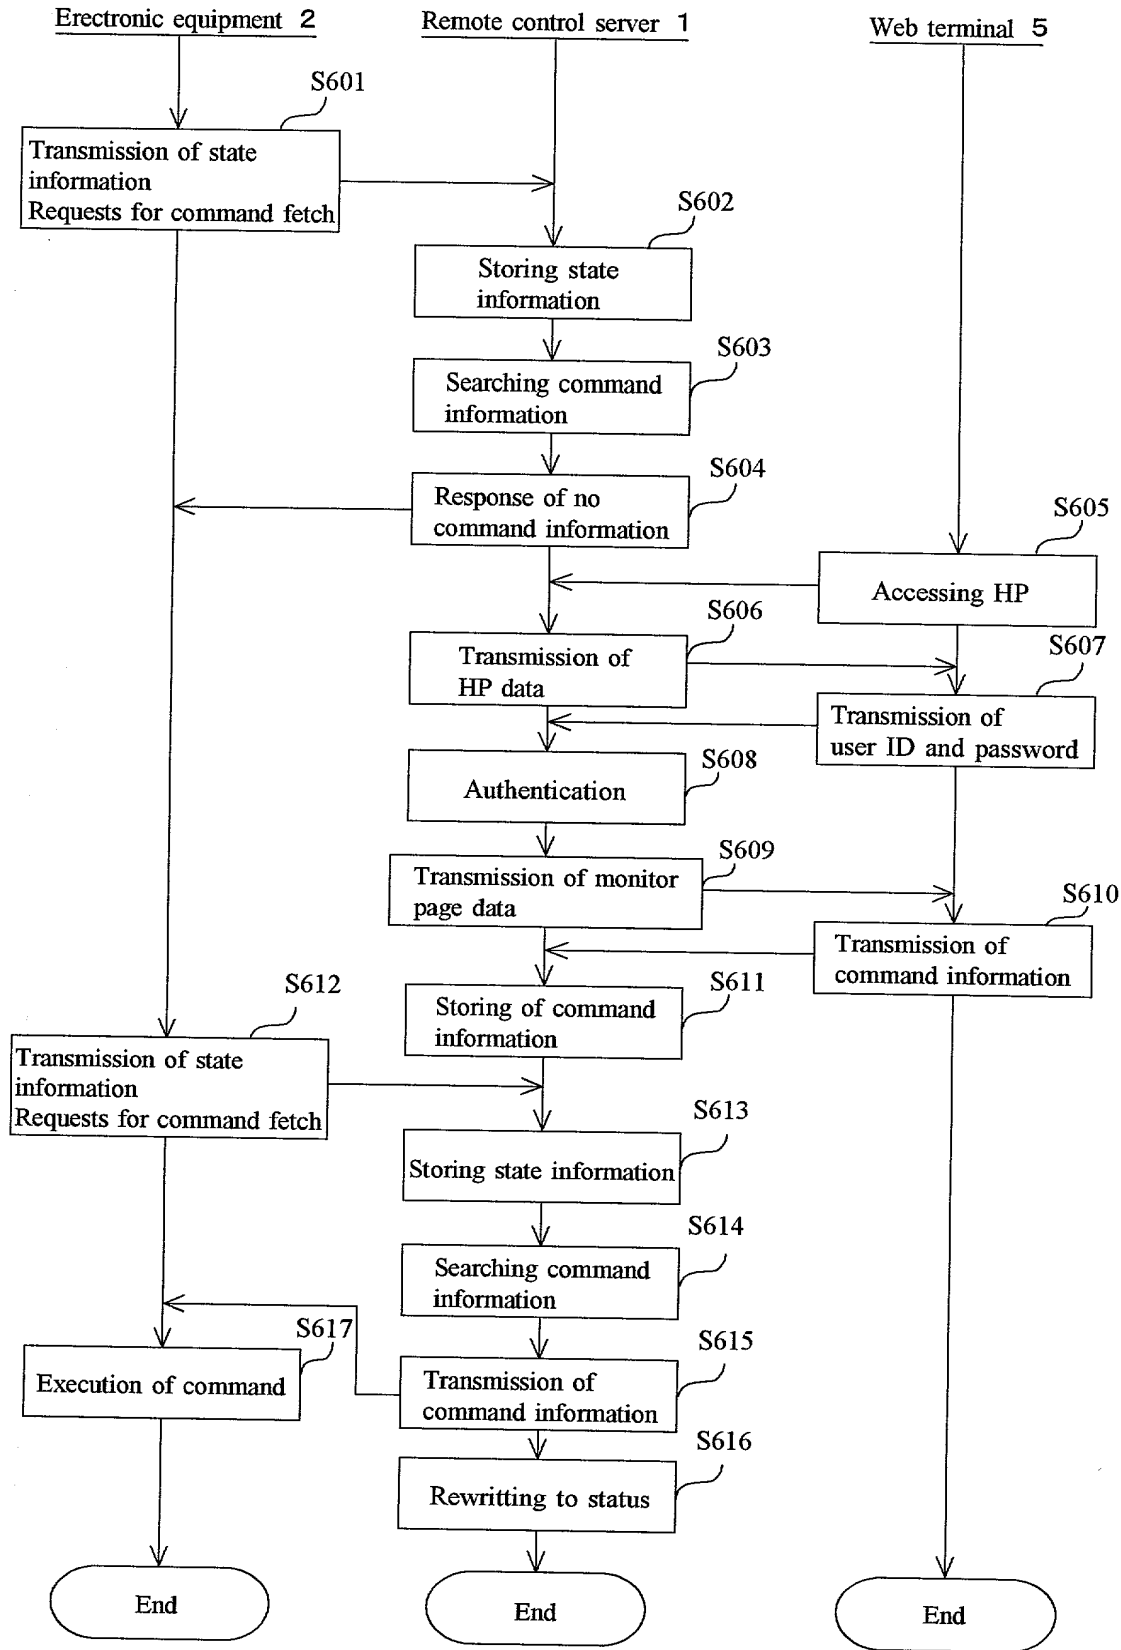 Erectronic equipment 2
Remote control server 1
Web terminal 5
S601
Transmission of state
information
Requests for command fetch
S602
Storing state
information
S603
Searching command
information
S604
Response of no
command information
S605
Accessing HP
S606
Transmission of
HP data
S607
Transmission of
user ID and password
S608
Authentication
S609
Transmission of monitor
page data
S610
Transmission of
command information
S611
Storing of command
information
S612
Transmission of state
information
Requests for command fetch
S613
Storing state information
S614
Searching command
information
S615
Transmission of
command information
S617
Execution of command
S616
Rewritting to status
End
End
End